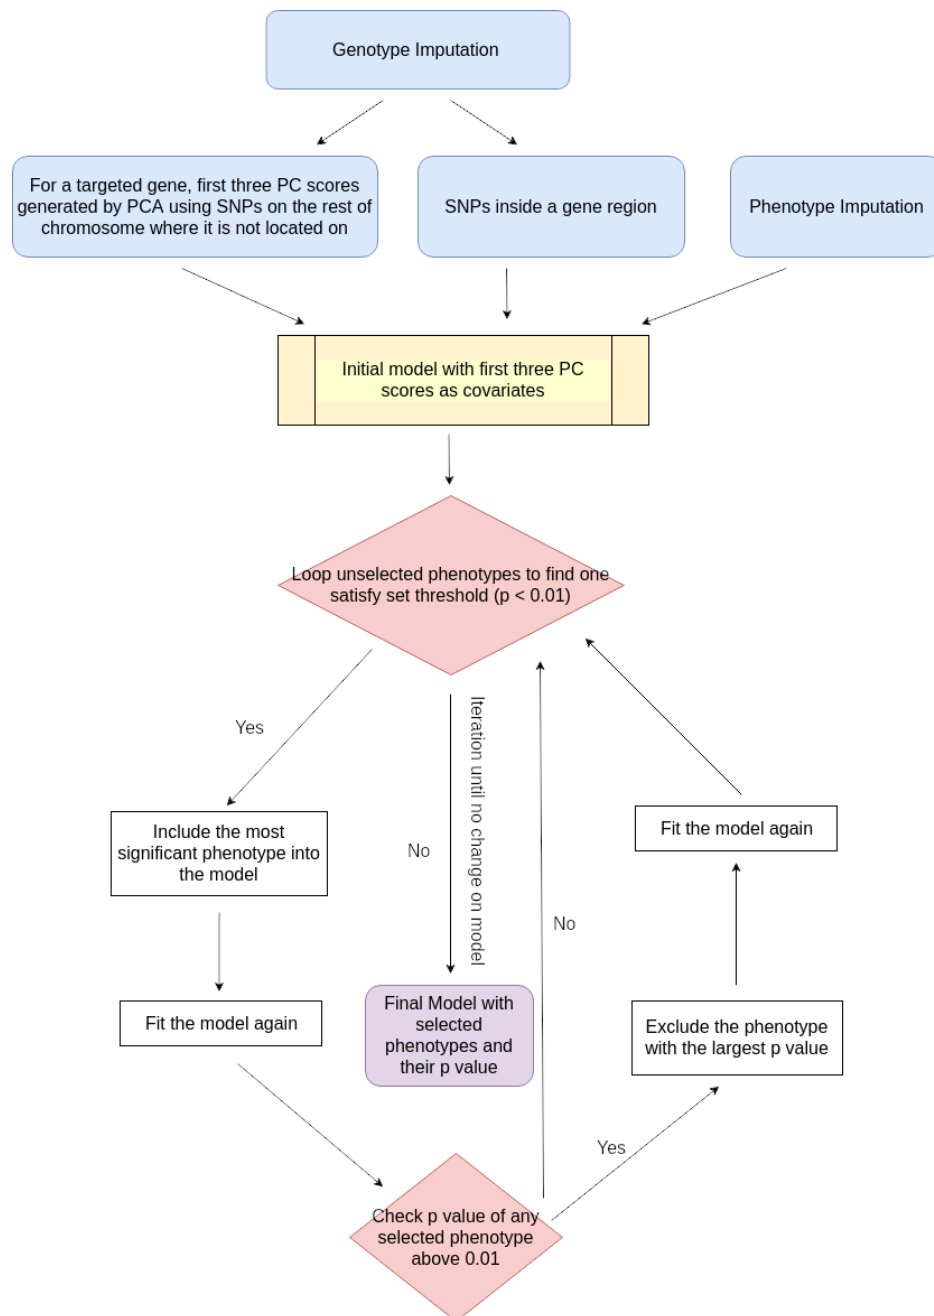 Genotype Imputation
For a targeted gene, first three PC scores
generated by PCA using SNPs on the rest of
chromosome where it is not located on
SNPs inside a gene region
Phenotype Imputation
Initial model with first three PC
scores as covariates
Loop unselected phenotypes to find one
satisfy set threshold (p < 0.01)
Yes
No
Iteration until no change on model
No
Include the most
significant phenotype into
the model
Fit the model again
Fit the model again
Final Model with
selected
phenotypes and
their p value
Exclude the phenotype
with the largest p value
Yes
Check p value of any
selected phenotype
above 0.01